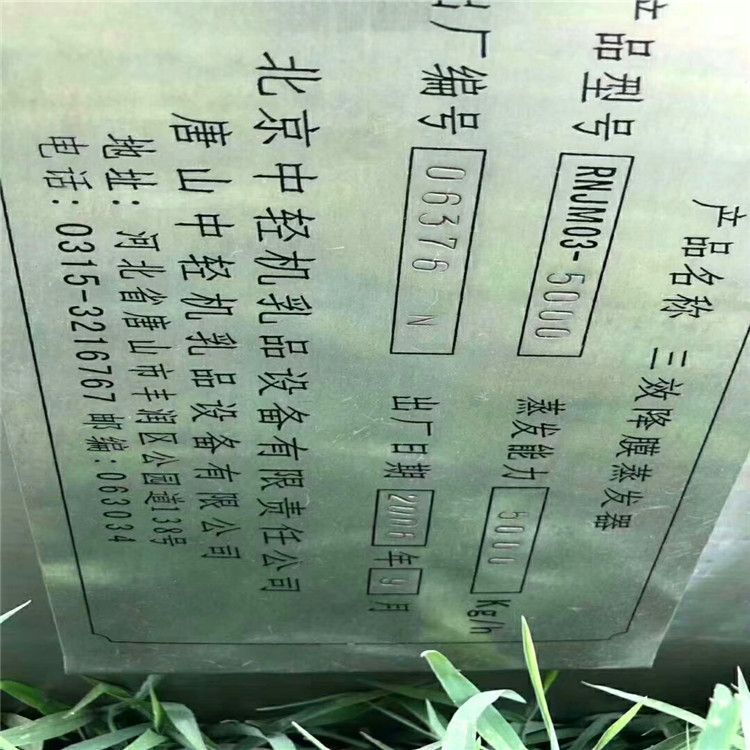 产品名称 三效降膜蒸发器
产品型号 RNJM03-5000 蒸发能力 5000 Kg/h
出厂编号 06376 N 出厂日期 2006 年 9 月
北京中轻机乳品设备有限责任公司
唐山中轻机乳品设备有限公司
地址:河北省唐山市丰润区公园道138号
电话:0315-3216767 邮编:063034